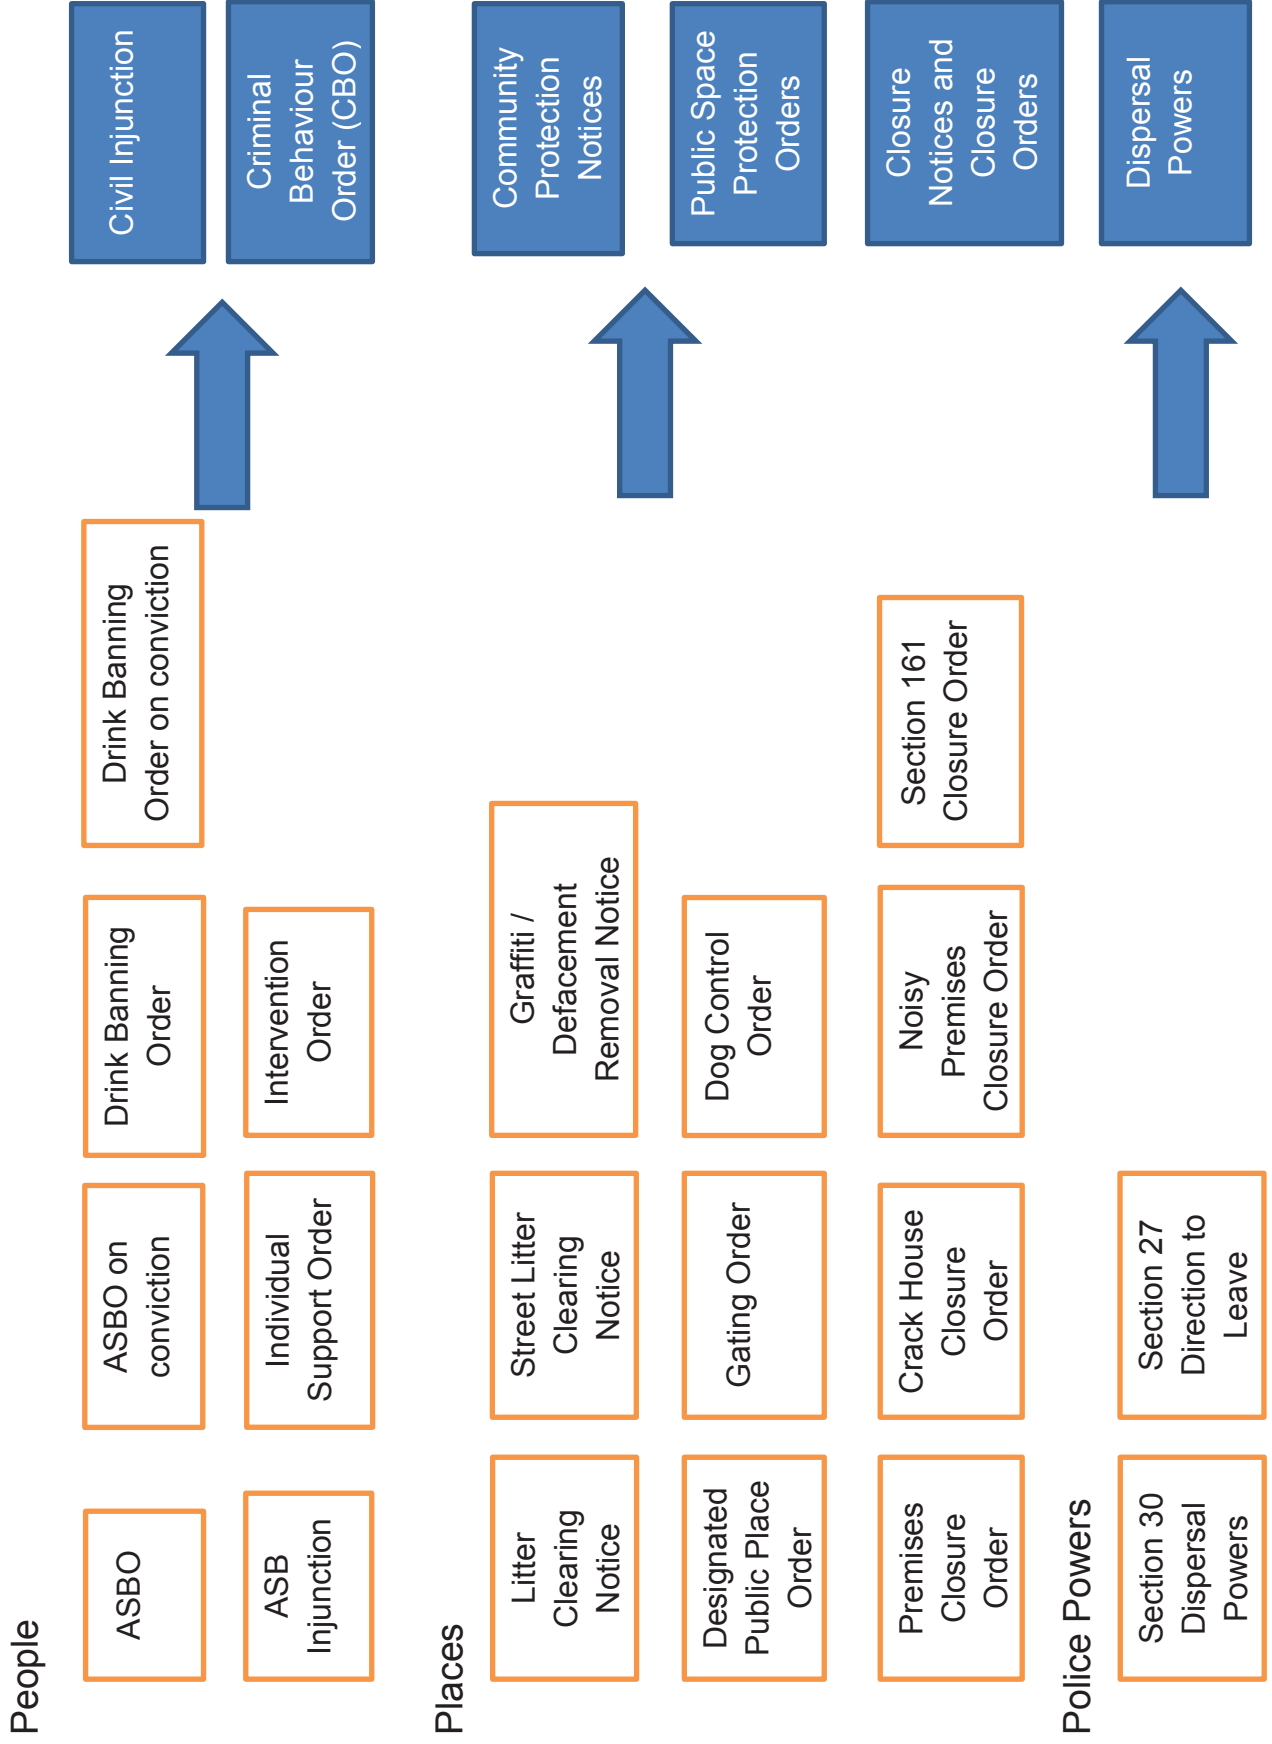 People
ASBO
ASBO on
conviction
Drink Banning
Order
Drink Banning
Order on conviction
ASB
Injunction
Individual
Support Order
Intervention
Order
Civil Injunction
Criminal
Behaviour
Order (CBO)
Places
Litter
Clearing
Notice
Street Litter
Clearing
Notice
Graffiti /
Defacement
Removal Notice
Community
Protection
Notices
Designated
Public Place
Order
Gating Order
Dog Control
Order
Public Space
Protection
Orders
Premises
Closure
Order
Crack House
Closure
Order
Noisy
Premises
Closure Order
Section 161
Closure Order
Closure
Notices and
Closure
Orders
Police Powers
Section 30
Dispersal
Powers
Section 27
Direction to
Leave
Dispersal
Powers